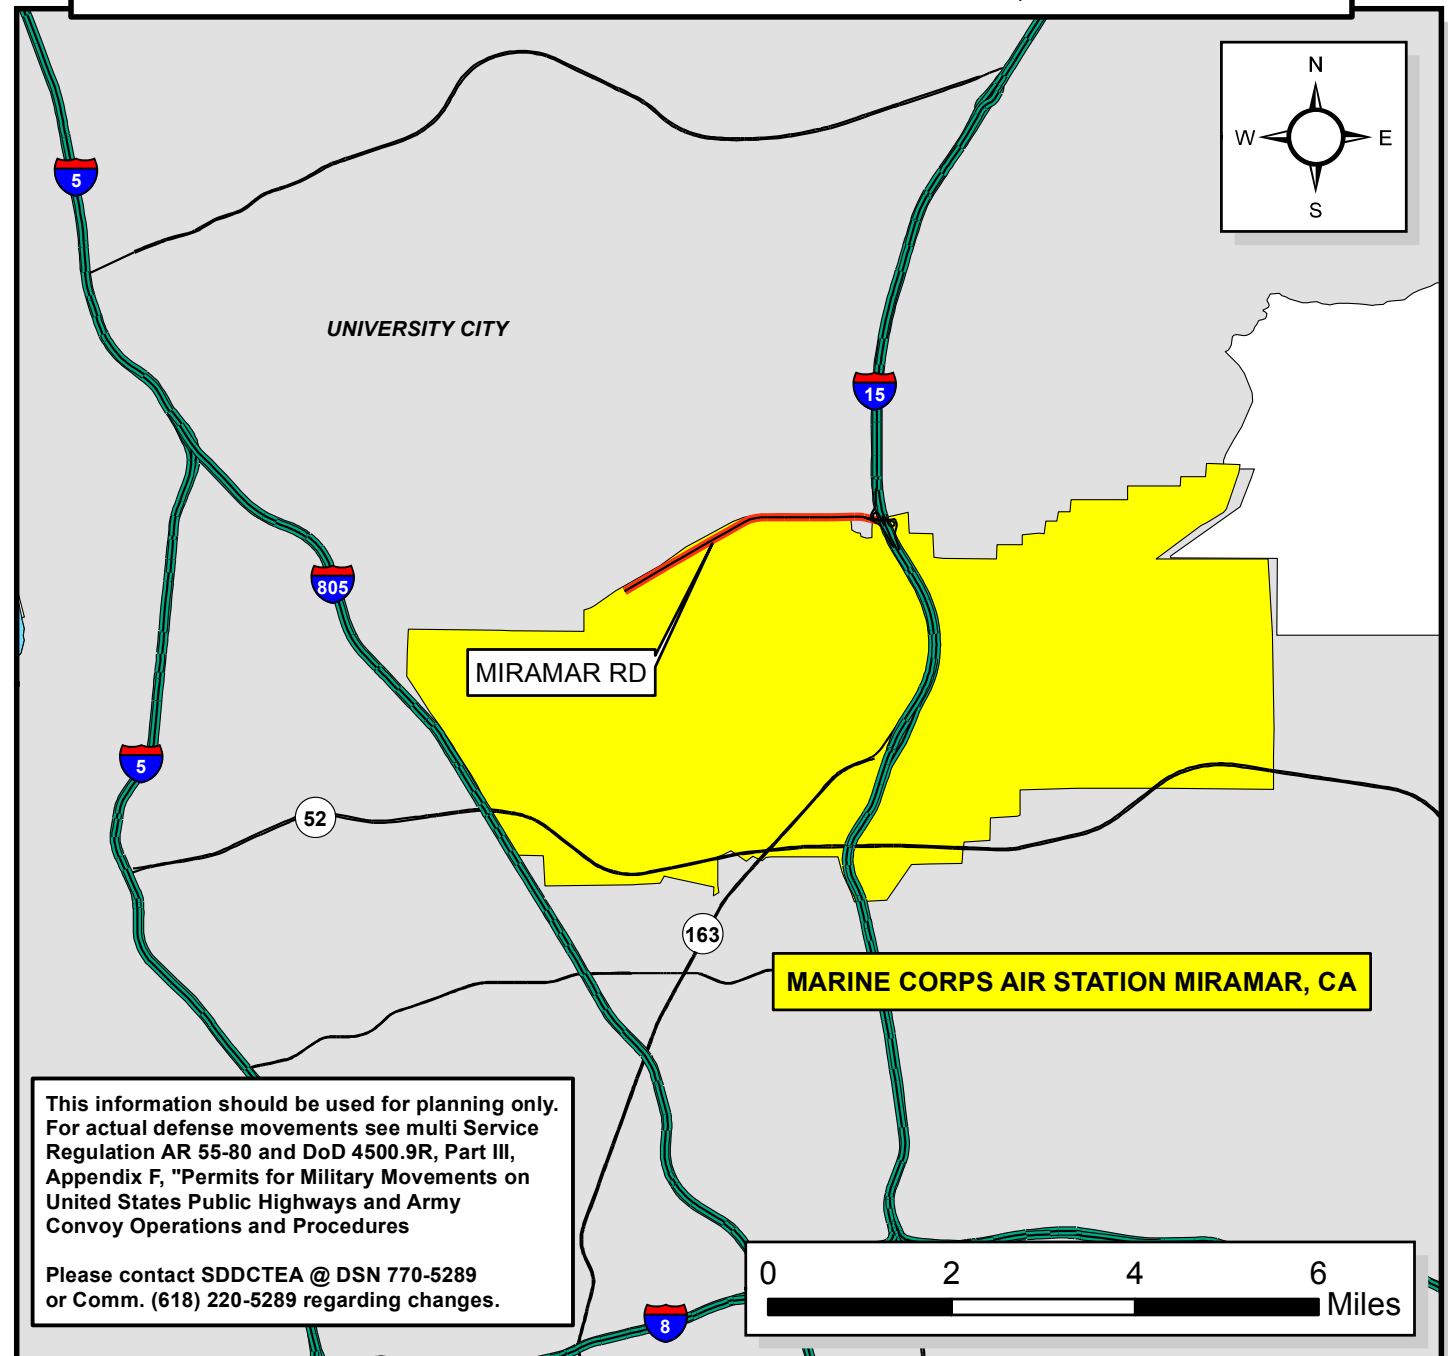 N
W E
S
5
UNIVERSITY CITY
15
805
MIRAMAR RD
5
52
163
MARINE CORPS AIR STATION MIRAMAR, CA
This information should be used for planning only.
For actual defense movements see multi Service
Regulation AR 55-80 and DoD 4500.9R, Part III,
Appendix F, "Permits for Military Movements on
United States Public Highways and Army
Convoy Operations and Procedures
Please contact SDDCTEA @ DSN 770-5289
or Comm. (618) 220-5289 regarding changes.
0 2 4 6
Miles
8